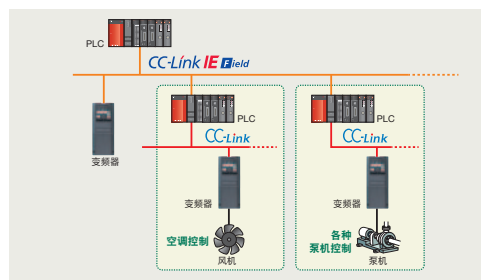 PLC
CC-Link IE Field
变频器
PLC
CC-Link
变频器
空调控制
风机
PLC
CC-Link
变频器
各种
泵机控制
泵机